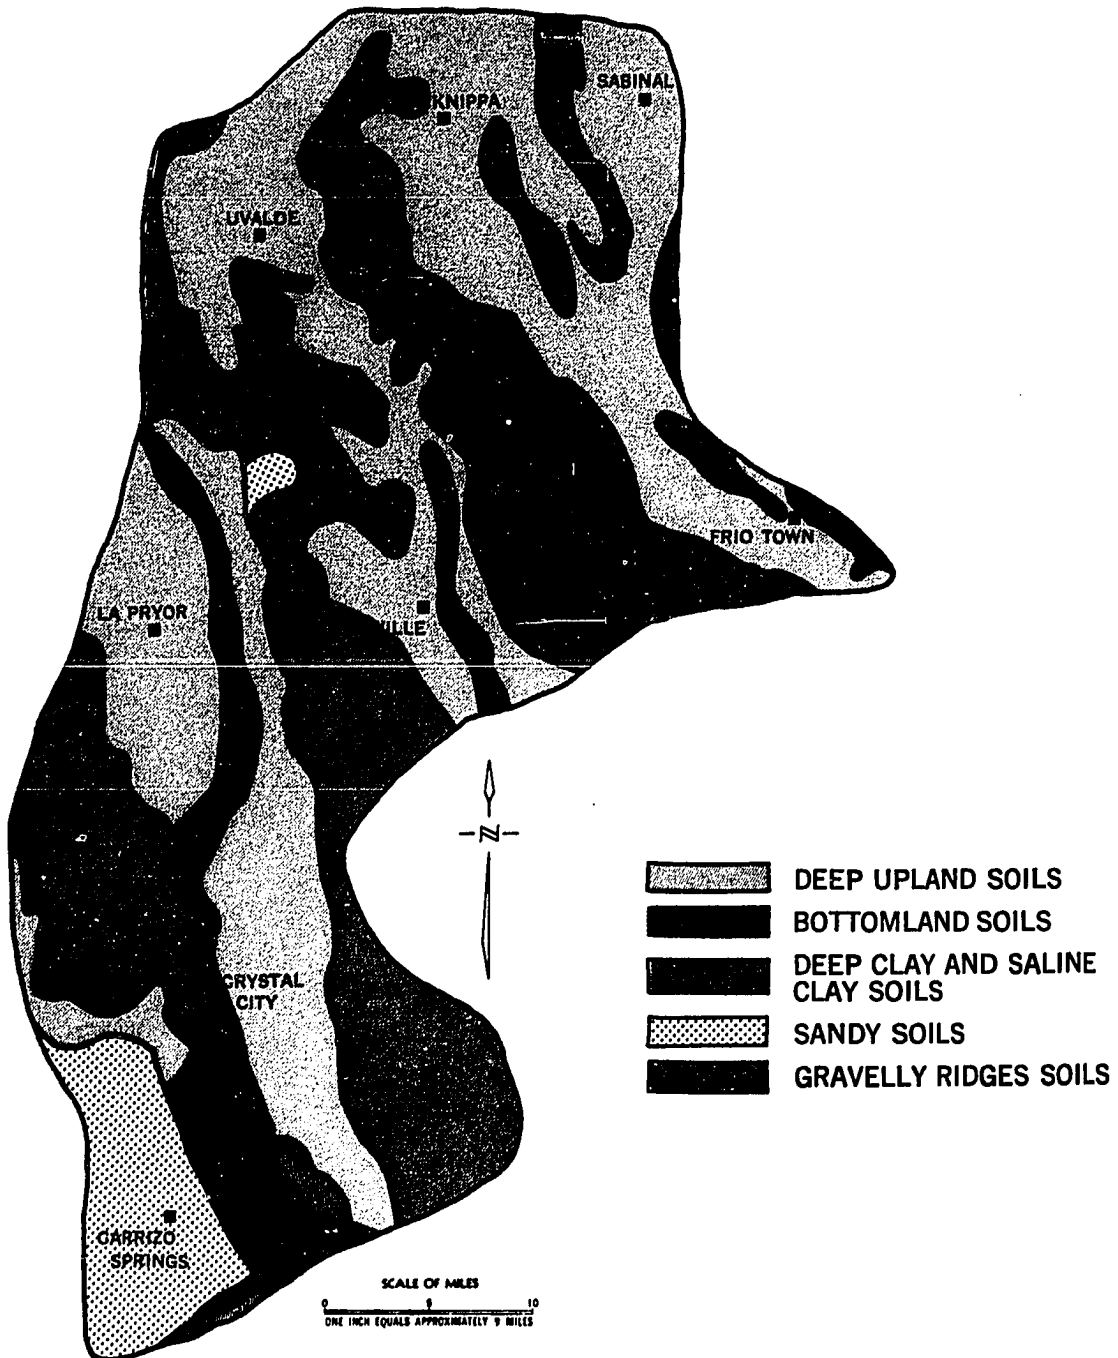 SABINAL
KNIPPA
UVALDE
FRIO TOWN
LA PRYOR
ILLE
N
CRYSTAL
CITY
DEEP UPLAND SOILS
BOTTOMLAND SOILS
DEEP CLAY AND SALINE
CLAY SOILS
SANDY SOILS
GRAVELLY RIDGES SOILS
CARRIZO
SPRINGS
SCALE OF MILES
0 5 10
ONE INCH EQUALS APPROXIMATELY 9 MILES